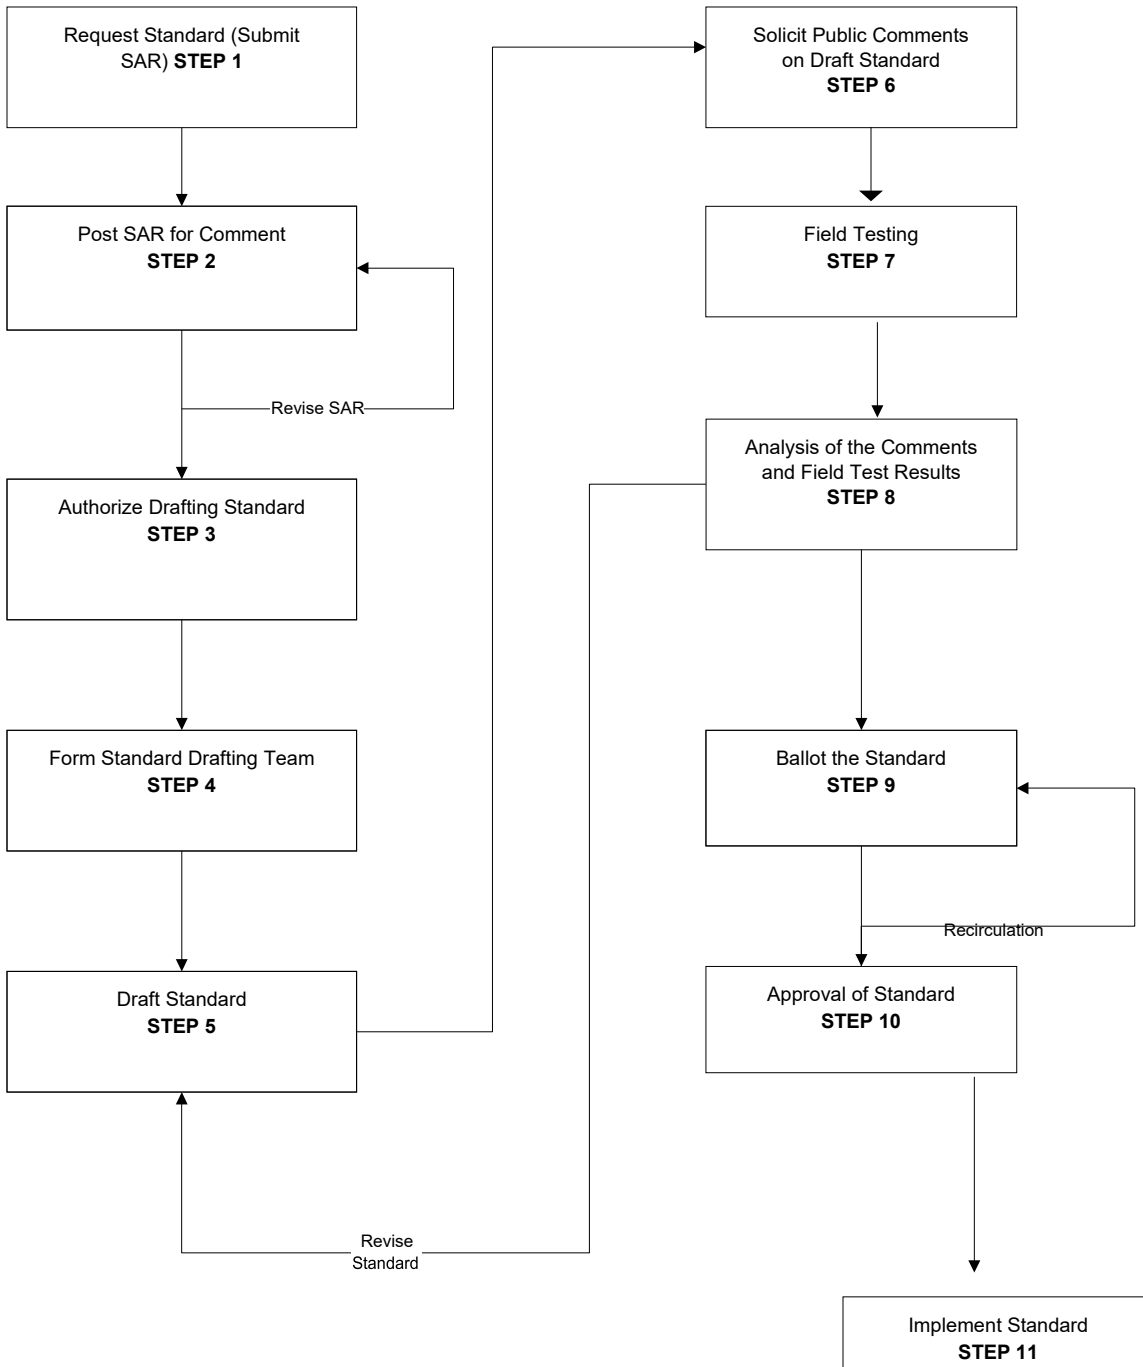 Request Standard (Submit
SAR) STEP 1
Post SAR for Comment
STEP 2
Revise SAR
Authorize Drafting Standard
STEP 3
Form Standard Drafting Team
STEP 4
Draft Standard
STEP 5
Revise
Standard
Solicit Public Comments
on Draft Standard
STEP 6
Field Testing
STEP 7
Analysis of the Comments
and Field Test Results
STEP 8
Ballot the Standard
STEP 9
Recirculation
Approval of Standard
STEP 10
Implement Standard
STEP 11